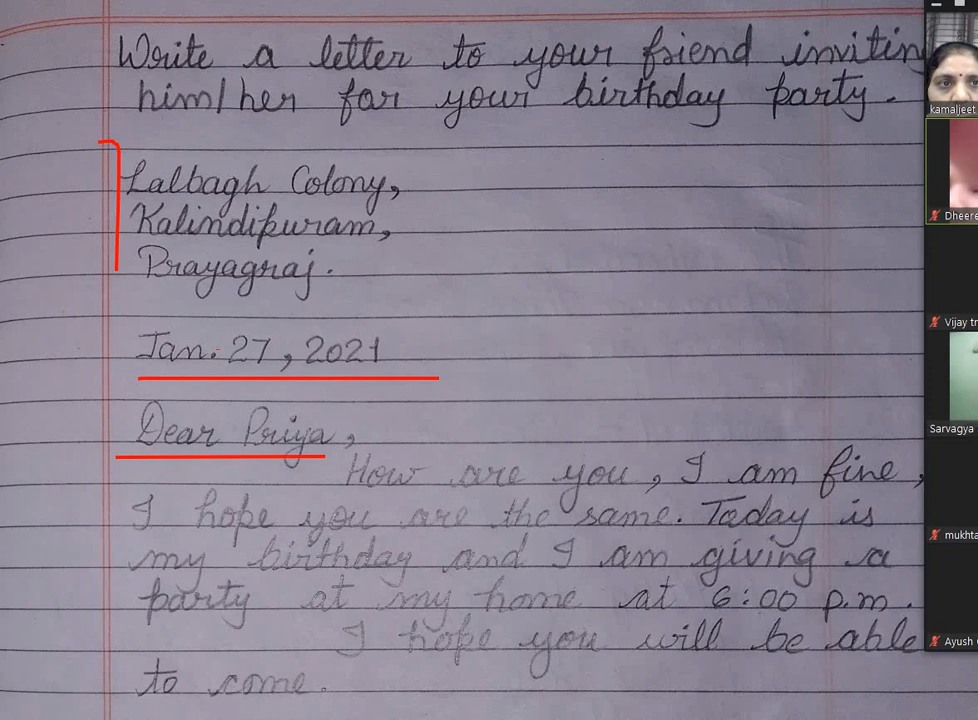 Write a letter to your friend invitin
him/her for your birthday party.
Lalbagh Colony,
Kalindipuram,
Prayagraj.
Jan. 27, 2021
Dear Priya,
How are you, I am fine,
I hope you are the same. Today is
my birthday and I am giving a
party at my home at 6:00 p.m.
I hope you will be able
to come.
kamaljeet
Dheere
Vijay tr
Sarvagya
mukhta
Ayush